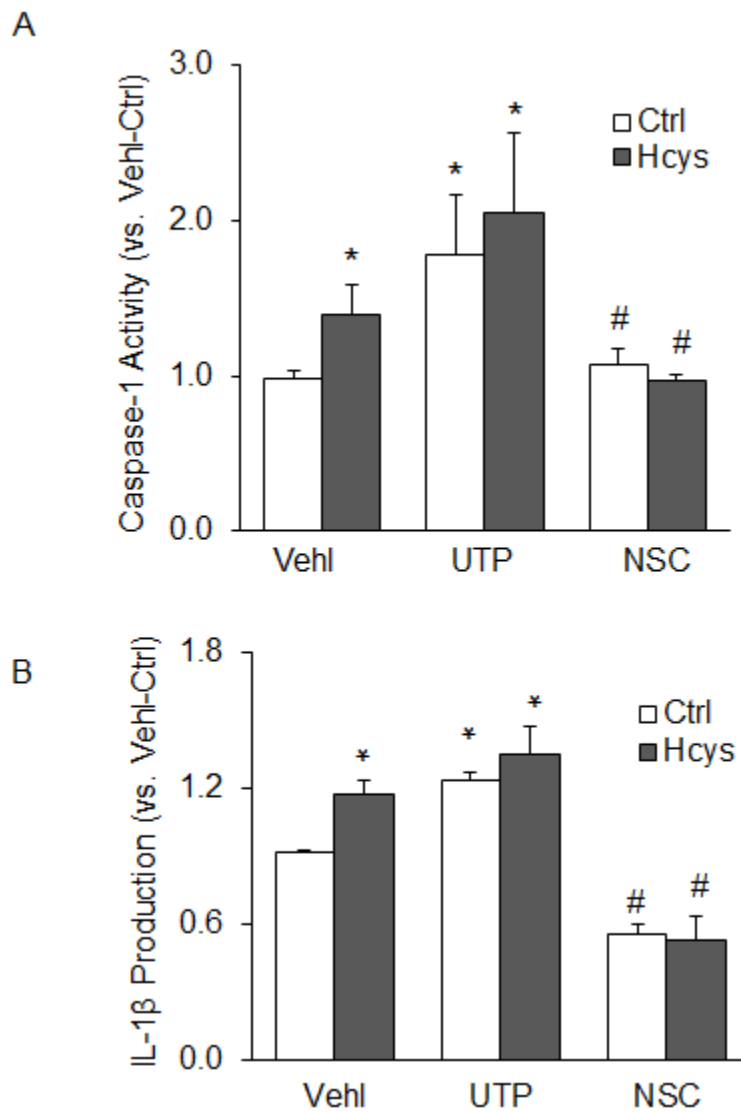 A
Caspase-1 Activity (vs. Vehl-Ctrl)
3.0
2.0
1.0
0.0
Ctrl
Hcys
*
*
*
#
#
Vehl
UTP
NSC
B
IL-1β Production (vs. Vehl-Ctrl)
1.8
1.2
0.6
0.0
Ctrl
Hcys
*
*
*
#
#
Vehl
UTP
NSC